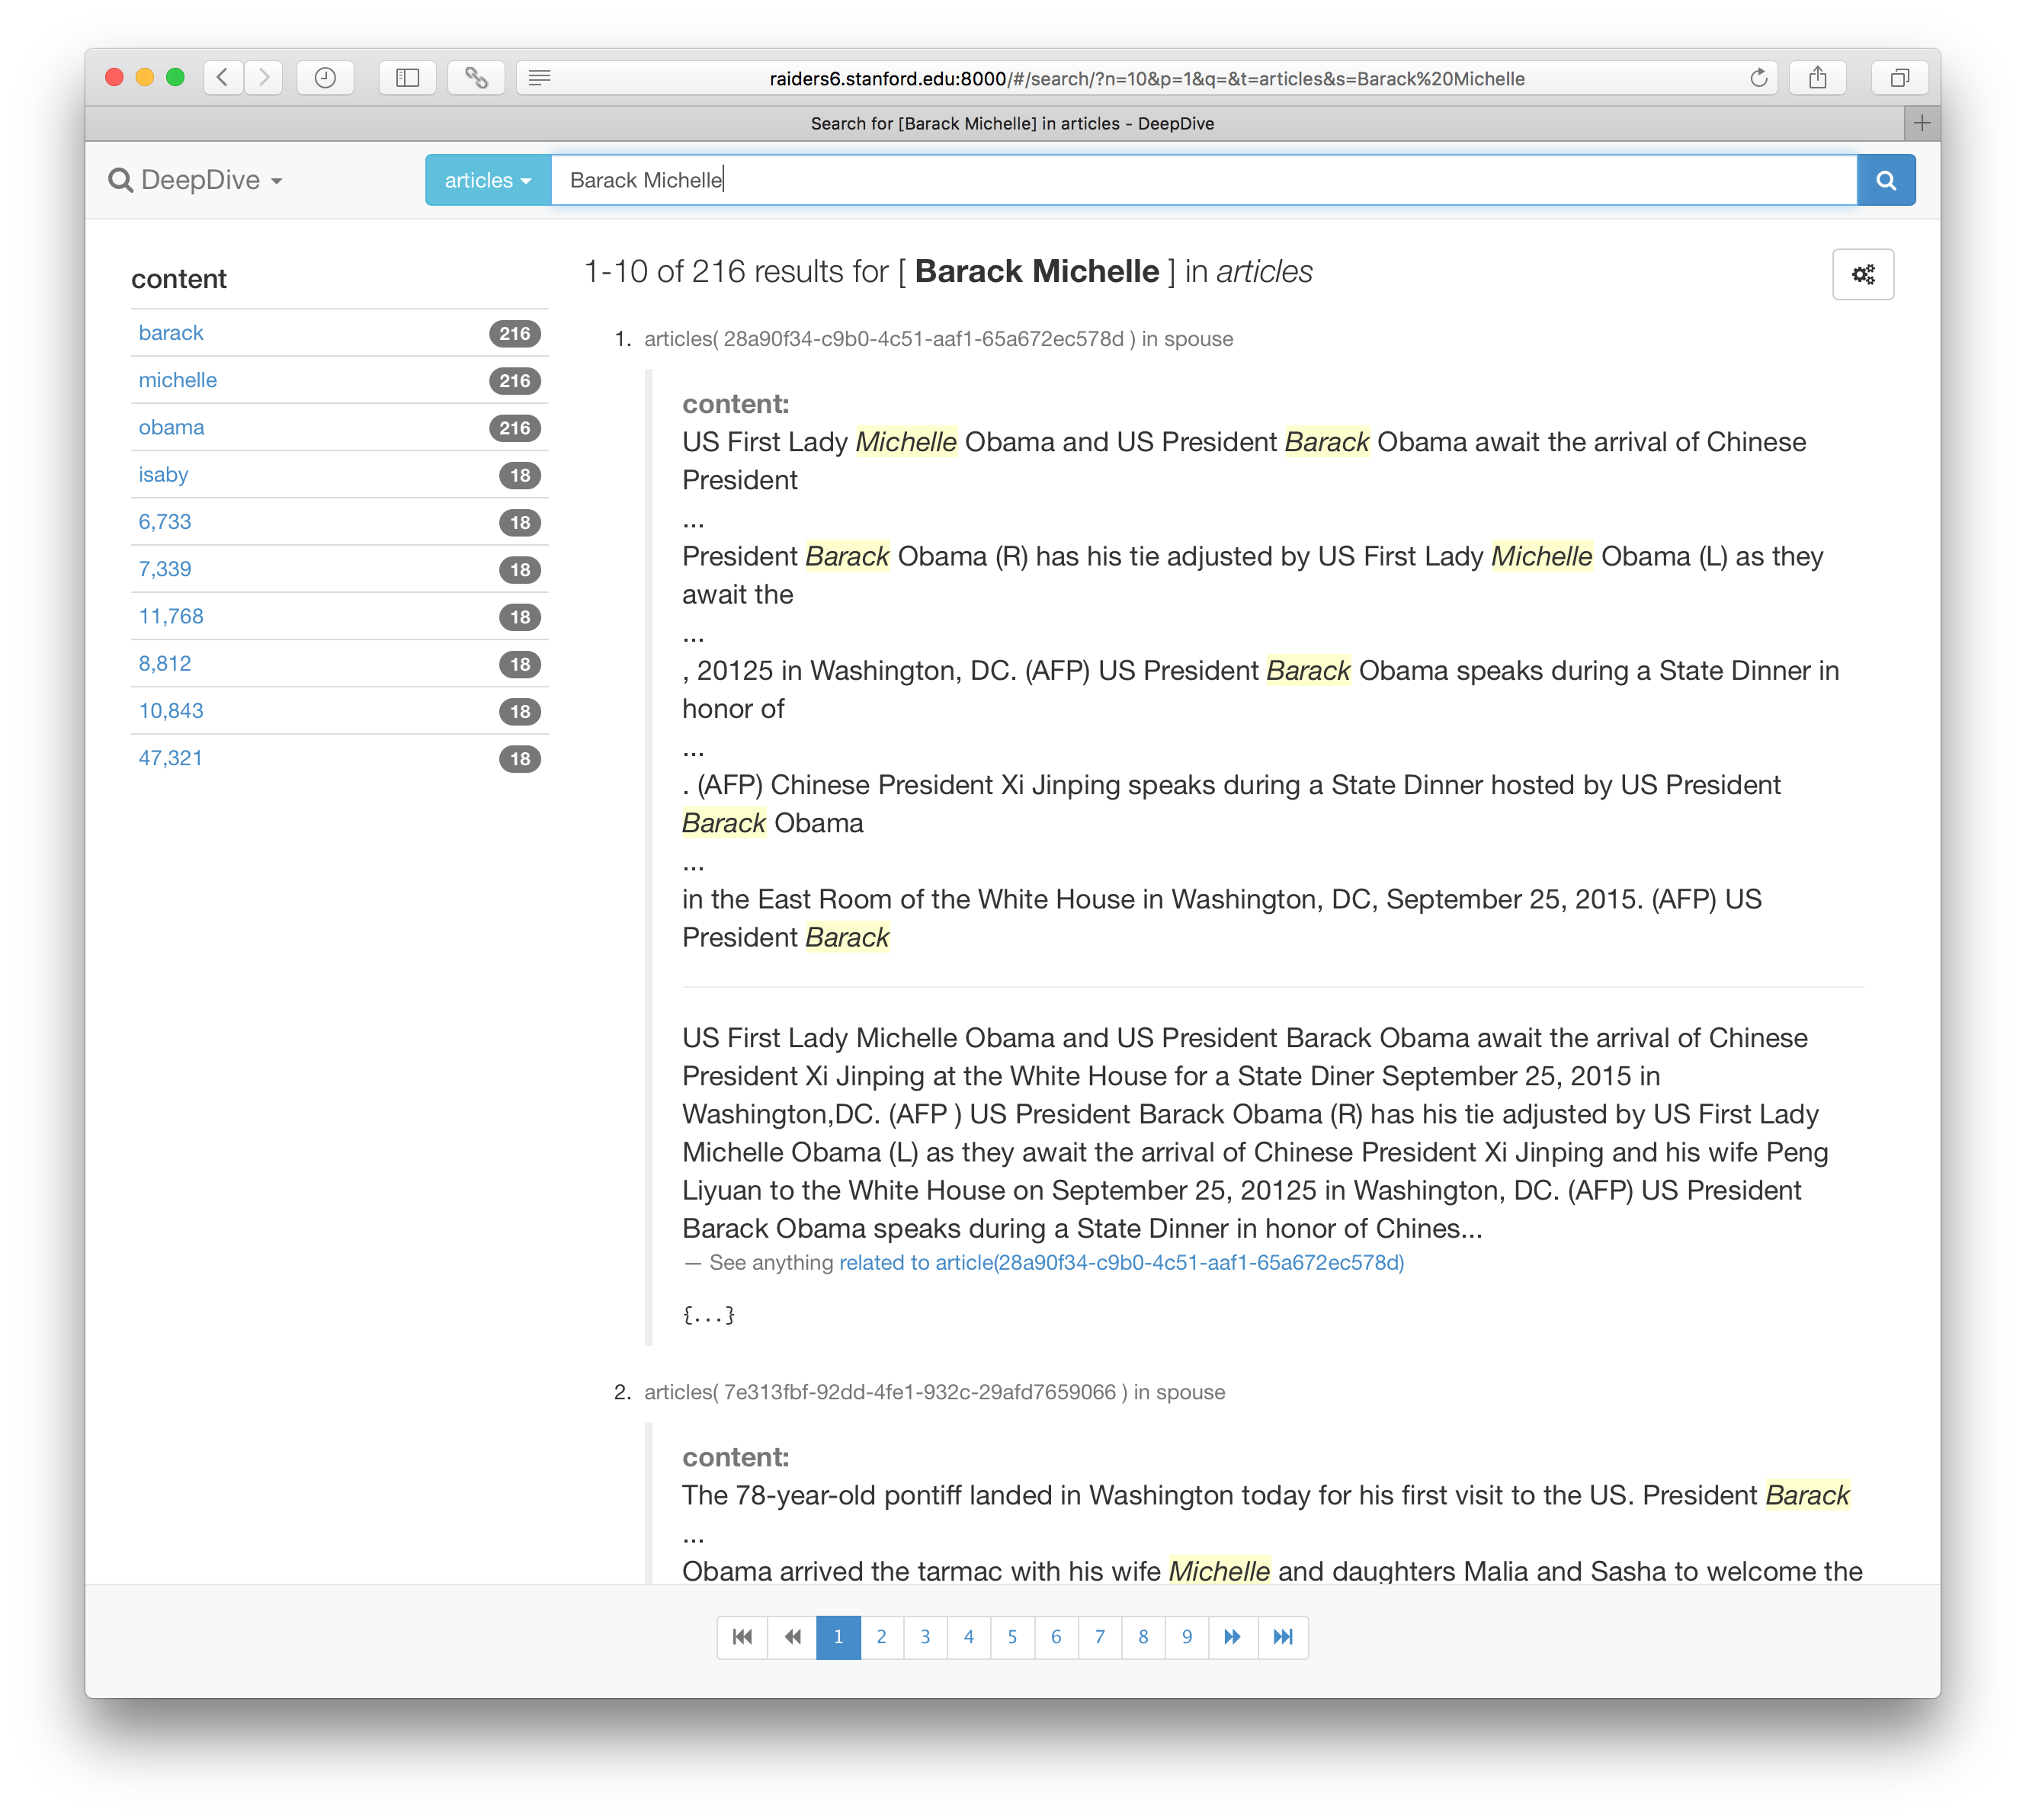 raiders6.stanford.edu:8000/#/search/?n=10&p=1&q=&t=articles&s=Barack%20Michelle
Search for [Barack Michelle] in articles - DeepDive
DeepDive
articles
Barack Michelle
content
barack 216
michelle 216
obama 216
isaby 18
6,733 18
7,339 18
11,768 18
8,812 18
10,843 18
47,321 18
1-10 of 216 results for [ Barack Michelle ] in articles
1. articles( 28a90f34-c9b0-4c51-aaf1-65a672ec578d ) in spouse
content:
US First Lady Michelle Obama and US President Barack Obama await the arrival of Chinese
President
...
President Barack Obama (R) has his tie adjusted by US First Lady Michelle Obama (L) as they
await the
...
, 20125 in Washington, DC. (AFP) US President Barack Obama speaks during a State Dinner in
honor of
...
. (AFP) Chinese President Xi Jinping speaks during a State Dinner hosted by US President
Barack Obama
...
in the East Room of the White House in Washington, DC, September 25, 2015. (AFP) US
President Barack
US First Lady Michelle Obama and US President Barack Obama await the arrival of Chinese
President Xi Jinping at the White House for a State Diner September 25, 2015 in
Washington,DC. (AFP ) US President Barack Obama (R) has his tie adjusted by US First Lady
Michelle Obama (L) as they await the arrival of Chinese President Xi Jinping and his wife Peng
Liyuan to the White House on September 25, 20125 in Washington, DC. (AFP) US President
Barack Obama speaks during a State Dinner in honor of Chines...
— See anything related to article(28a90f34-c9b0-4c51-aaf1-65a672ec578d)
{...}
2. articles( 7e313fbf-92dd-4fe1-932c-29afd7659066 ) in spouse
content:
The 78-year-old pontiff landed in Washington today for his first visit to the US. President Barack
...
Obama arrived the tarmac with his wife Michelle and daughters Malia and Sasha to welcome the
1 2 3 4 5 6 7 8 9